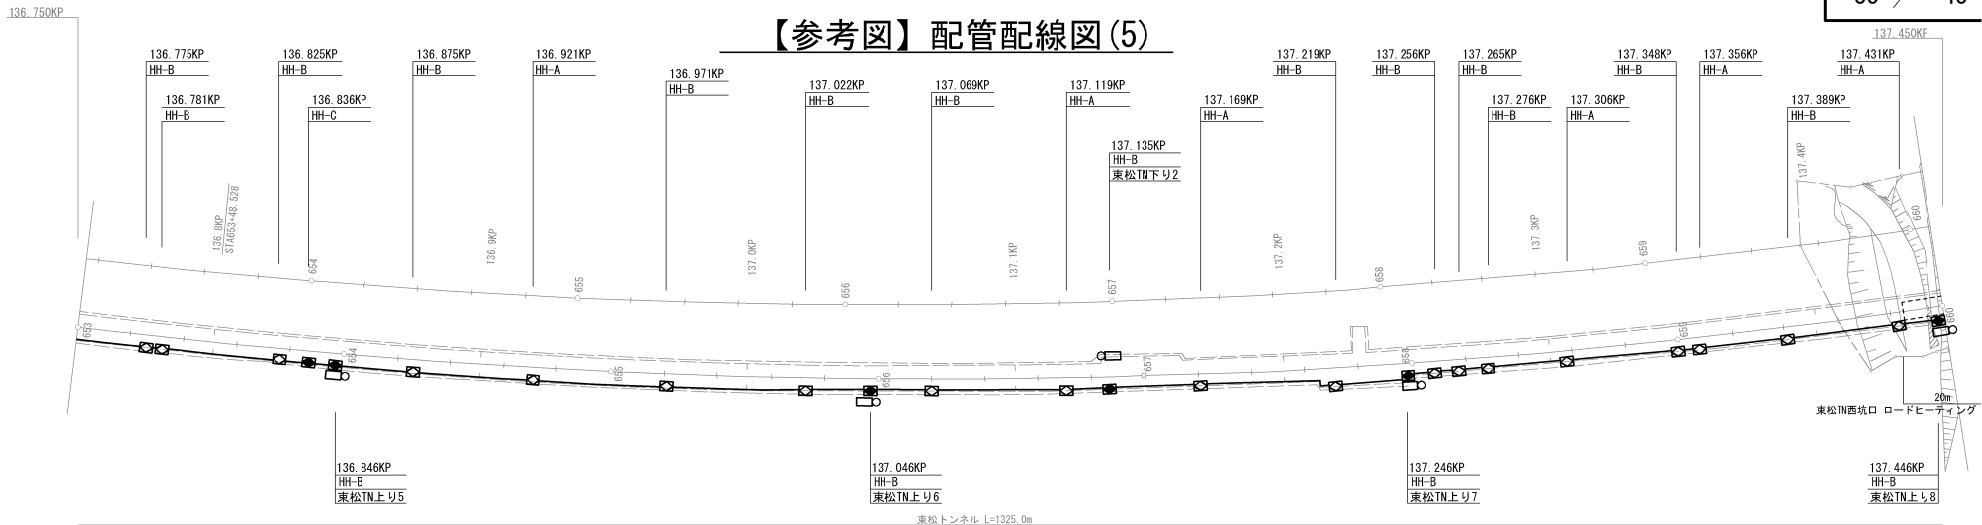 136.750KP
【参考図】配管配線図(5)
137.450KP
136.775KP
HH-B
136.825KP
HH-B
136.875KP
HH-B
136.921KP
HH-A
136.971KP
HH-B
137.022KP
HH-B
137.069KP
HH-B
137.119KP
HH-A
137.219KP
HH-B
137.256KP
HH-B
137.265KP
HH-B
137.348KP
HH-B
137.356KP
HH-A
137.431KP
HH-A
136.781KP
HH-B
136.836KP
HH-C
137.169KP
HH-A
137.276KP
HH-B
137.306KP
HH-A
137.389KP
HH-B
137.135KP
HH-B
東松TN下り2
136.8KP
STA653+48.528
136.9KP
137.0KP
137.1KP
137.2KP
137.3KP
137.4KP
654
655
656
657
658
659
660
653
654
655
656
657
658
659
660
20m
東松TN西坑口 ロードヒーティング
136.846KP
HH-B
東松TN上り5
137.046KP
HH-B
東松TN上り6
137.246KP
HH-B
東松TN上り7
137.446KP
HH-B
東松TN上り8
東松トンネル L=1325.0m